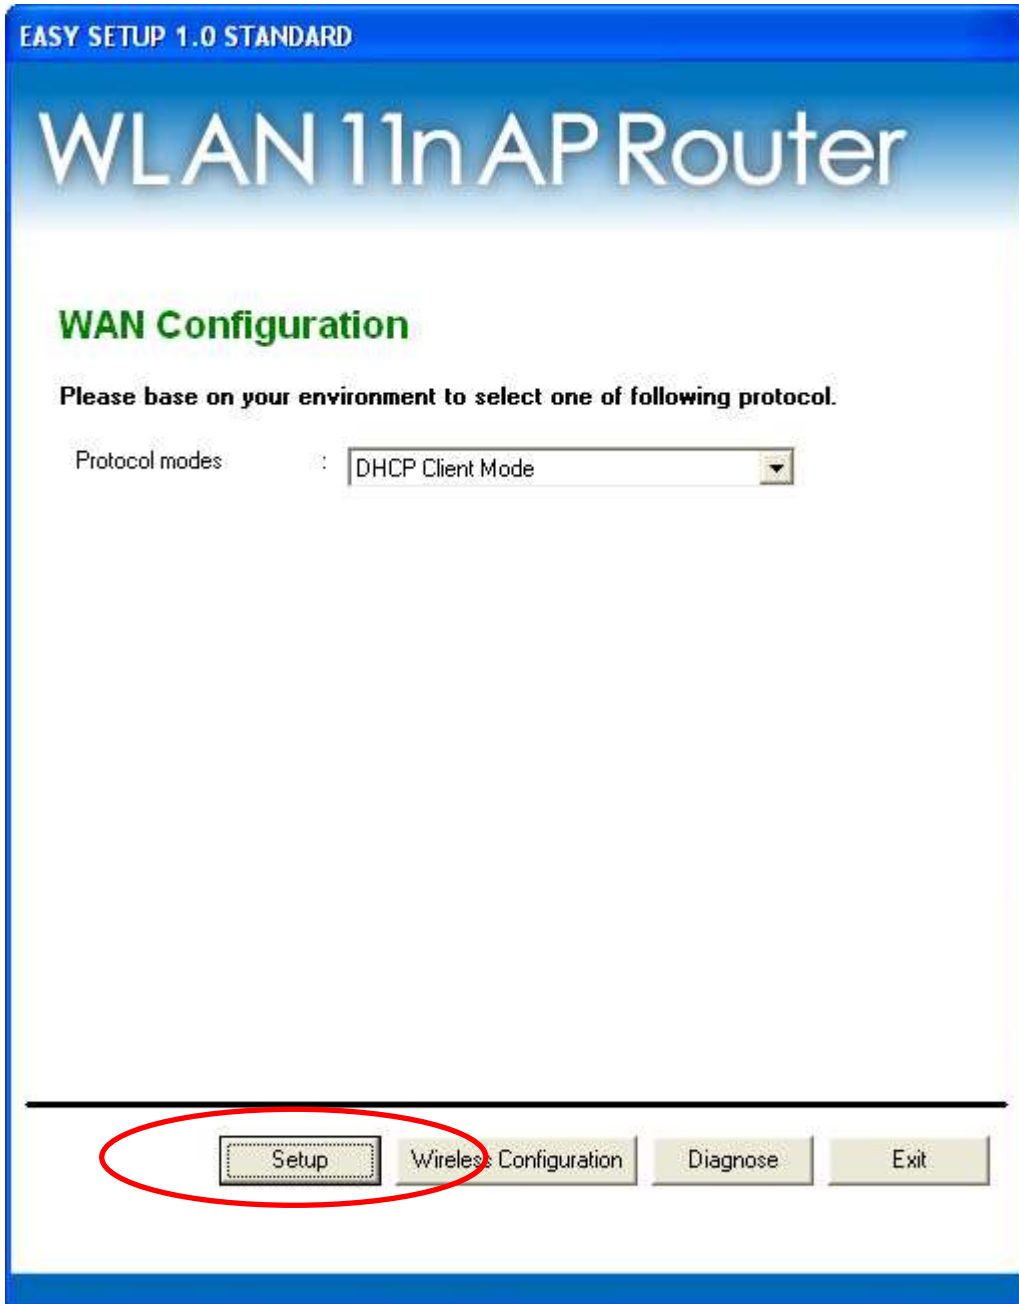 EASY SETUP 1.0 STANDARD
WLAN 11n AP Router
WAN Configuration
Please base on your environment to select one of following protocol.
Protocol modes : DHCP Client Mode
Setup Wireless Configuration Diagnose Exit